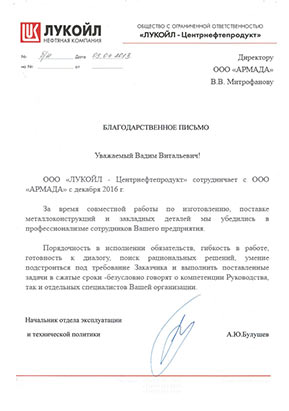 ЛУКОЙЛ
НЕФТЯНАЯ КОМПАНИЯ
ОБЩЕСТВО С ОГРАНИЧЕННОЙ ОТВЕТСТВЕННОСТЬЮ
«ЛУКОЙЛ - Центрнефтепродукт»
№ Дата
на № от
Директору
ООО «АРМАДА»
В.В. Митрофанову
БЛАГОДАРСТВЕННОЕ ПИСЬМО
Уважаемый Вадим Витальевич!
ООО «ЛУКОЙЛ - Центрнефтепродукт» сотрудничает с ООО
«АРМАДА» с декабря 2016 г.
За время совместной работы по изготовлению, поставке
металлоконструкций и закладных деталей мы убедились в
профессионализме сотрудников Вашего предприятия.
Порядочность в исполнении обязательств, гибкость в работе,
готовность к диалогу, поиск рациональных решений, умение
подстроиться под требование Заказчика и выполнить поставленные
задачи в сжатые сроки -безусловно говорят о компетенции Руководства,
так и отдельных специалистов Вашей организации.
Начальник отдела эксплуатации
и технической политики
А.Ю.Булушев